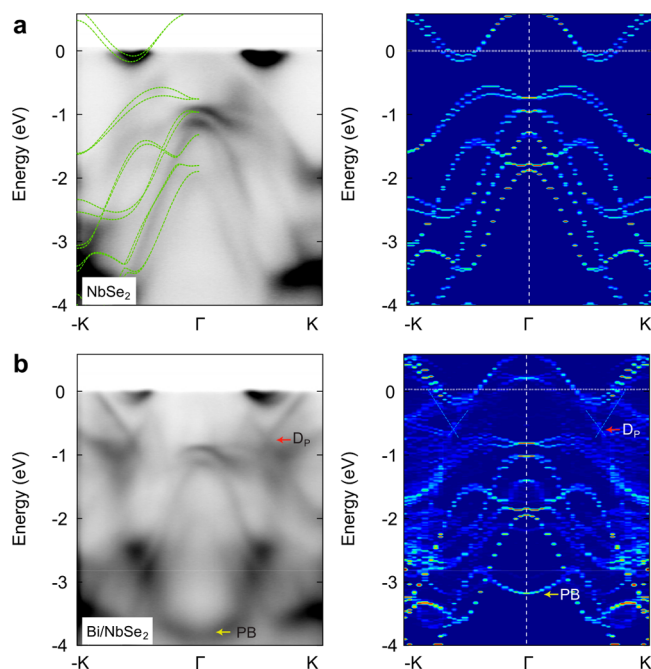 a
Energy (eV)
0
-1
-2
-3
-4
NbSe2
-K
Γ
K
Energy (eV)
0
-1
-2
-3
-4
-K
Γ
K
b
Energy (eV)
0
-1
-2
-3
-4
DP
PB
Bi/NbSe2
-K
Γ
K
Energy (eV)
0
-1
-2
-3
-4
DP
PB
-K
Γ
K